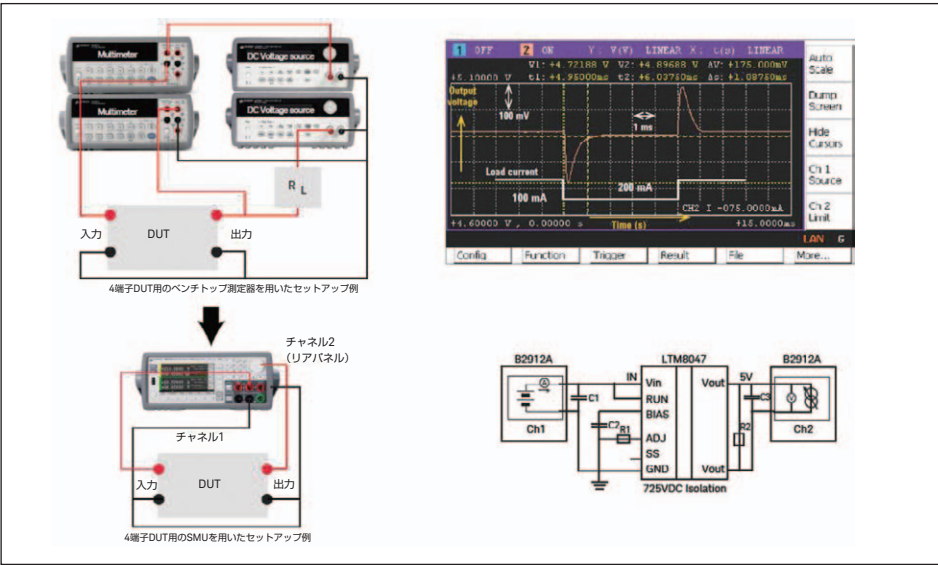 Multimeter
DC Voltage source
Multimeter
DC Voltage source
R L
入力
DUT
出力
4端子DUT用のベンチトップ測定器を用いたセットアップ例
チャネル2
(リアパネル)
チャネル1
入力
DUT
出力
4端子DUT用のSMUを用いたセットアップ例
1 OFF 2 ON Y: V(V) LINEAR X: t(s) LINEAR
V1: +4.72188 V V2: +4.89688 V ΔV: +175.000mV
+5.10000 V t1: +4.95000ms t2: +6.03750ms Δs: +1.08750ms
Output
voltage
100 mV
1 ms
Load current
100 mA
200 mA
CH2 I -075.0000mA
+4.60000 V , 0.00000 s Time (s) +15.0000ms
LAN
Auto
Scale
Dump
Screen
Hide
Cursors
Ch 1
Source
Ch 2
Limit
Config Function Trigger Result File More...
B2912A
LTM8047
B2912A
A
IN
Vin
Vout
5V
RUN
C1
C3
BIAS
V
Ch1
C2
R1
ADJ
R2
Ch2
SS
GND
Vout
725VDC Isolation